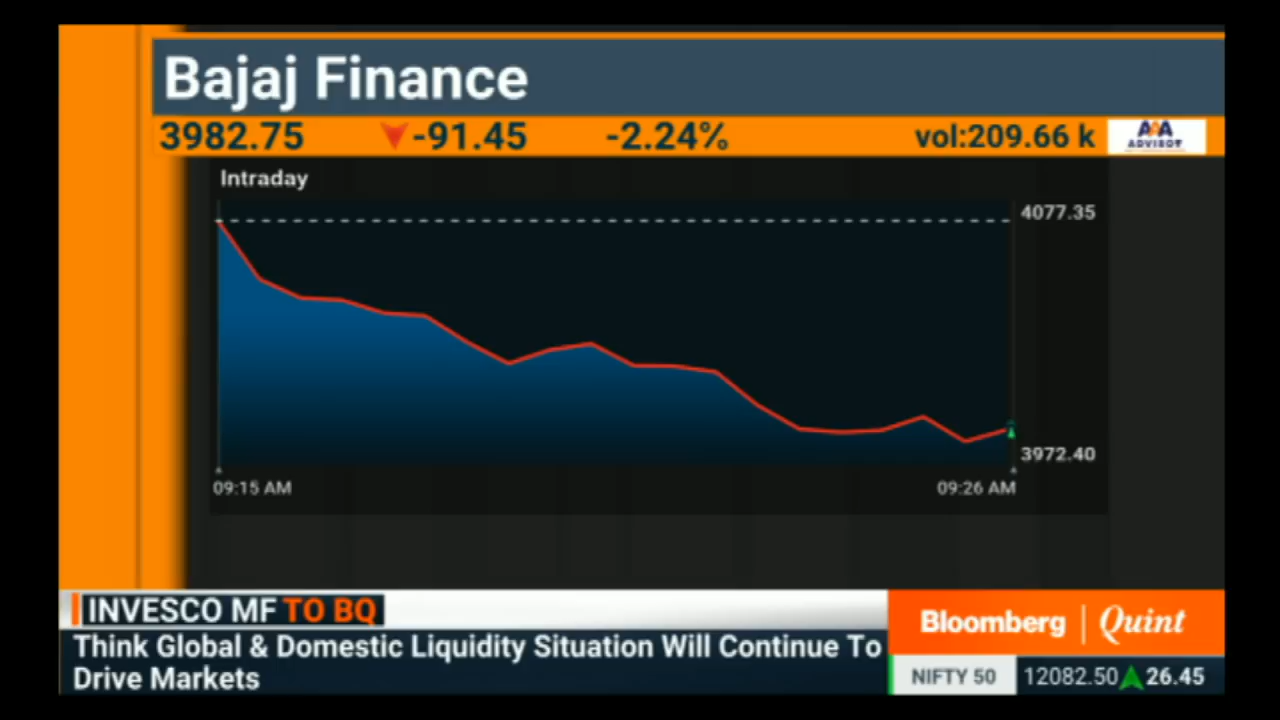 Bajaj Finance
3982.75 -91.45 -2.24% vol:209.66 k AAA ADVISOR
Intraday
4077.35
3972.40
09:15 AM 09:26 AM
INVESCO MF TO BQ
Think Global & Domestic Liquidity Situation Will Continue To
Drive Markets
Bloomberg | Quint
NIFTY 50 12082.50 26.45